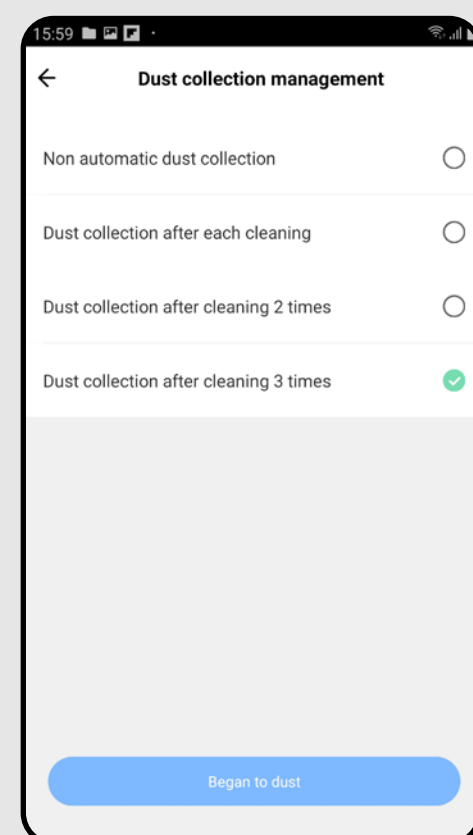 15:59
Dust collection management
Non automatic dust collection
Dust collection after each cleaning
Dust collection after cleaning 2 times
Dust collection after cleaning 3 times
Began to dust